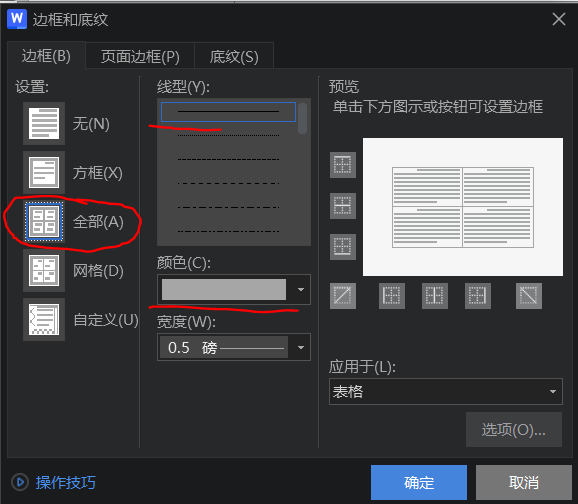 W 边框和底纹
边框(B) 页面边框(P) 底纹(S)
设置:
无(N)
方框(X)
全部(A)
网格(D)
自定义(U)
线型(Y):
颜色(C):
宽度(W):
0.5 磅
预览
单击下方图示或按钮可设置边框
应用于(L):
表格
选项(O)...
操作技巧
确定
取消